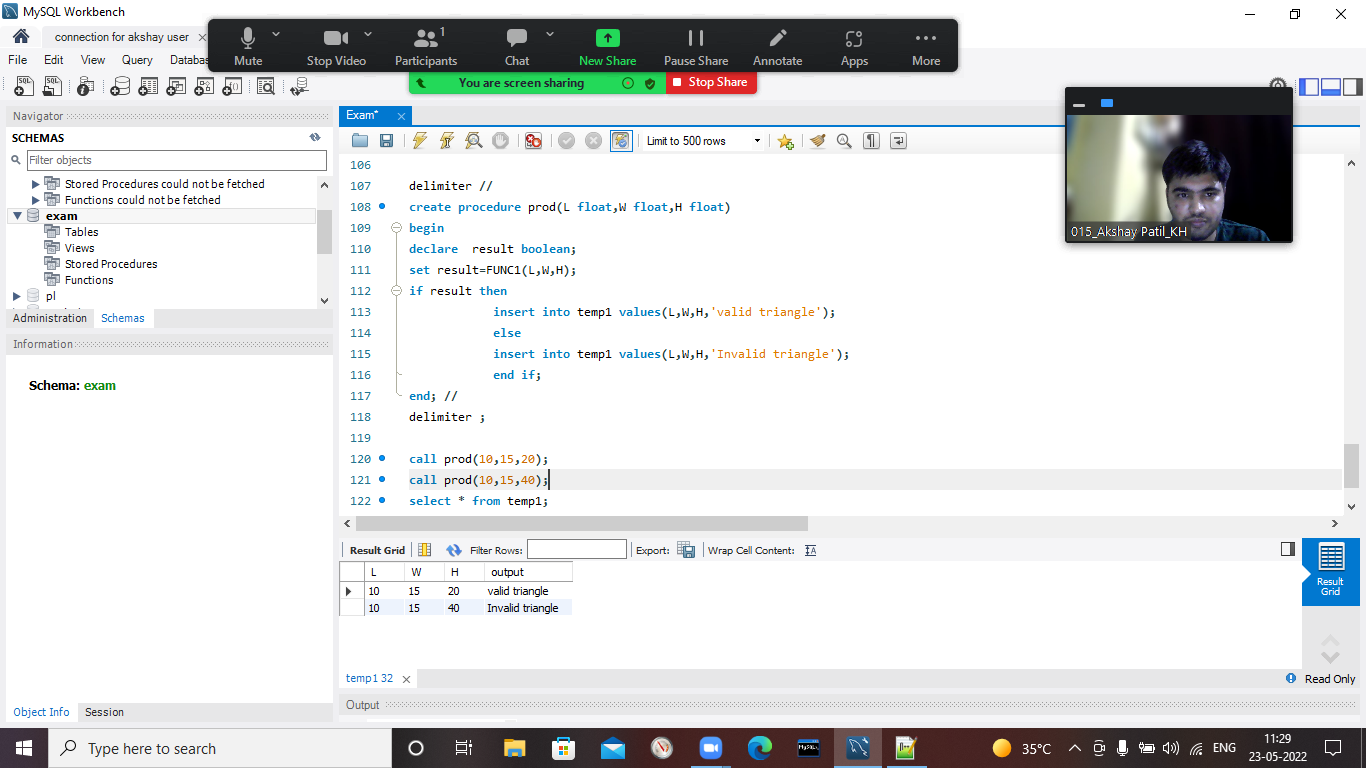 MySQL Workbench
connection for akshay user
File Edit View Query Databas
Mute
Stop Video
1
Participants
Chat
New Share
Pause Share
Annotate
Apps
More
You are screen sharing
Stop Share
Navigator
SCHEMAS
Filter objects
Stored Procedures could not be fetched
Functions could not be fetched
exam
Tables
Views
Stored Procedures
Functions
pl
Administration Schemas
Information
Schema: exam
Object Info Session
Exam*
Limit to 500 rows
015_Akshay Patil_KH
106
107 delimiter //
108 create procedure prod(L float,W float,H float)
109 begin
110 declare  result boolean;
111 set result=FUNC1(L,W,H);
112 if result then
113 insert into temp1 values(L,W,H,'valid triangle');
114 else
115 insert into temp1 values(L,W,H,'Invalid triangle');
116 end if;
117 end; //
118 delimiter ;
119
120 call prod(10,15,20);
121 call prod(10,15,40);
122 select * from temp1;
Result Grid Filter Rows: Export: Wrap Cell Content:
L W H output
10 15 20 valid triangle
10 15 40 Invalid triangle
Result Grid
temp1 32
Read Only
Output
Type here to search
35°C ENG 11:29
23-05-2022